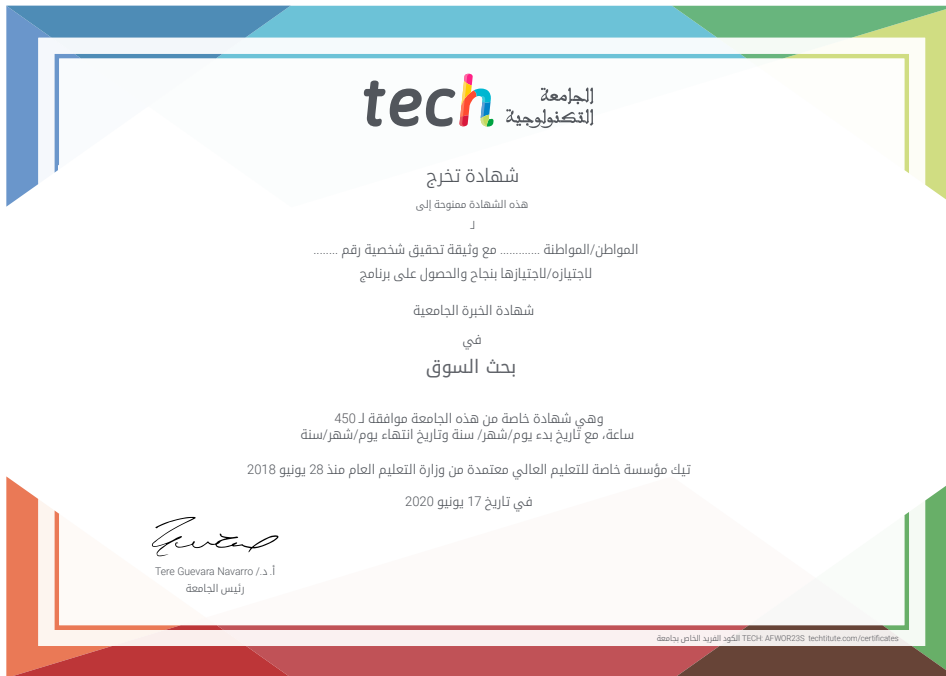 tech الجامعة
التكنولوجية
شهادة تخرج
هذه الشهادة ممنوحة إلى
لـ
المواطن/المواطنة ............ مع وثيقة تحقيق شخصية رقم ........
لاجتيازه/لاجتيازها بنجاح والحصول على برنامج
شهادة الخبرة الجامعية
في
بحث السوق
وهي شهادة خاصة من هذه الجامعة موافقة لـ 450
ساعة، مع تاريخ بدء يوم/شهر/ سنة وتاريخ انتهاء يوم/شهر/سنة
تيك مؤسسة خاصة للتعليم العالي معتمدة من وزارة التعليم العام منذ 28 يونيو 2018
في تاريخ 17 يونيو 2020
أ. د./ Tere Guevara Navarro
رئيس الجامعة
الكود الفريد الخاص بجامعة TECH: AFWOR23S techtitute.com/certificates